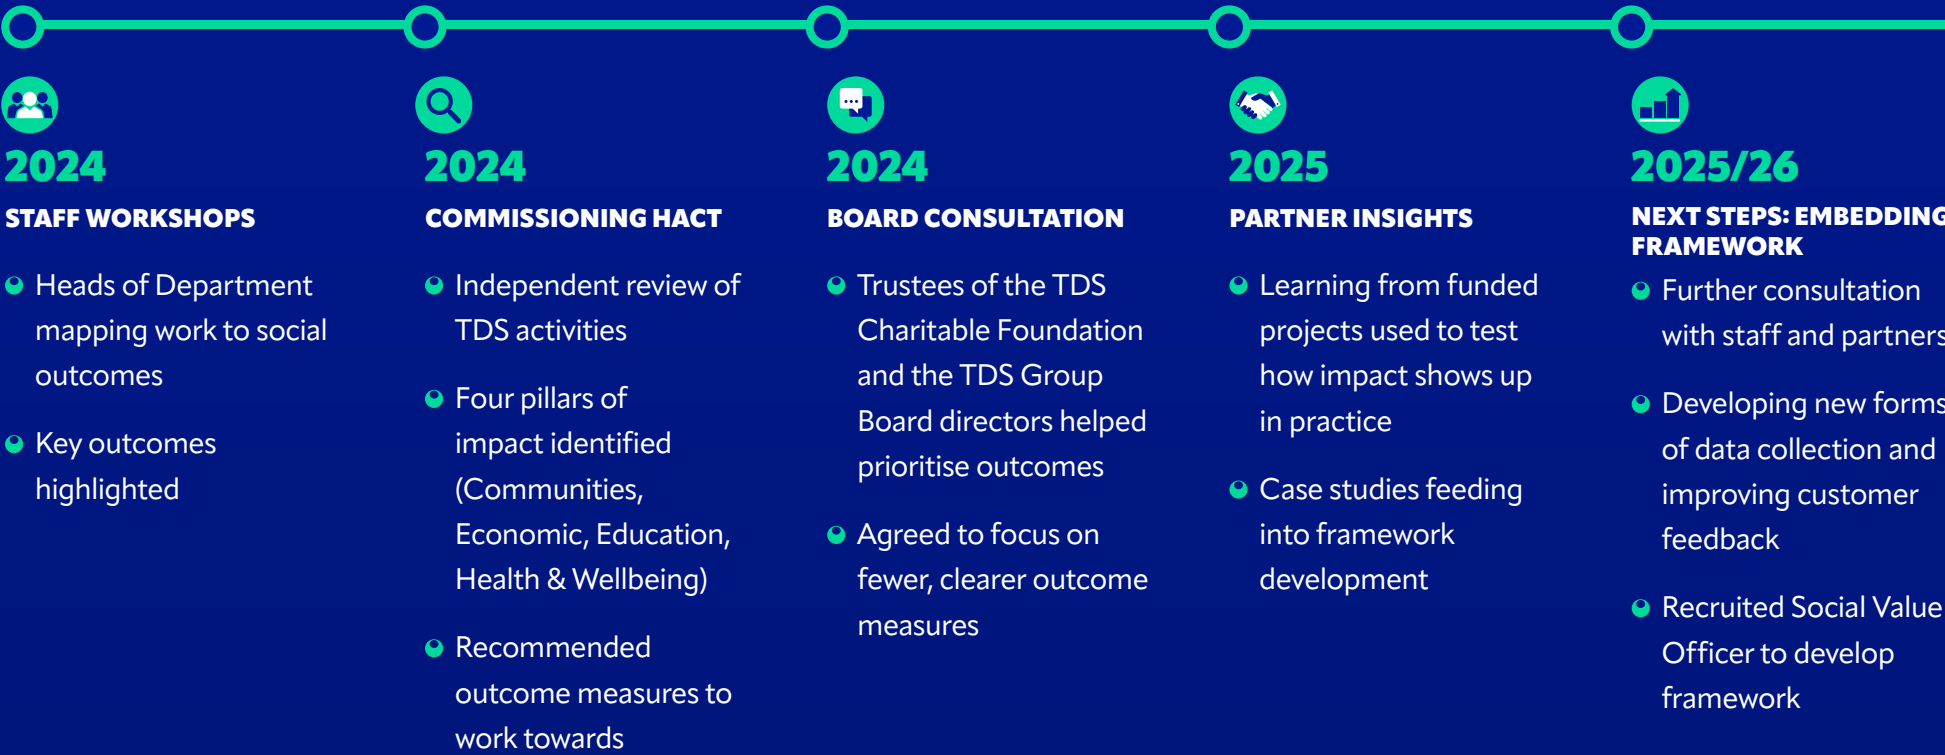 2024
STAFF WORKSHOPS
Heads of Department
mapping work to social
outcomes
Key outcomes
highlighted
2024
COMMISSIONING HACT
Independent review of
TDS activities
Four pillars of
impact identified
(Communities,
Economic, Education,
Health & Wellbeing)
Recommended
outcome measures to
work towards
2024
BOARD CONSULTATION
Trustees of the TDS
Charitable Foundation
and the TDS Group
Board directors helped
prioritise outcomes
Agreed to focus on
fewer, clearer outcome
measures
2025
PARTNER INSIGHTS
Learning from funded
projects used to test
how impact shows up
in practice
Case studies feeding
into framework
development
2025/26
NEXT STEPS: EMBEDDING
FRAMEWORK
Further consultation
with staff and partners
Developing new forms
of data collection and
improving customer
feedback
Recruited Social Value
Officer to develop
framework